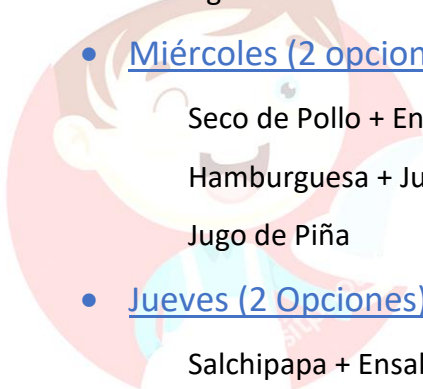 Miércoles (2 opcion
Seco de Pollo + En
Hamburguesa + Ju
Jugo de Piña
Jueves (2 Opciones)
Salchipapa + Ensal